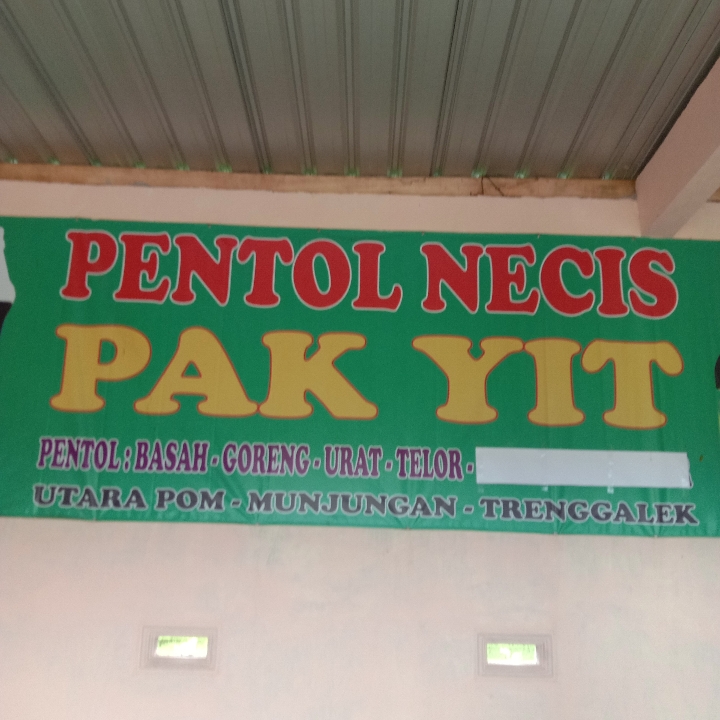 PENTOL NECIS
PAK YIT
PENTOL : BASAH - GORENG - URAT - TELOR -
UTARA POM - MUNJUNGAN - TRENGGALEK